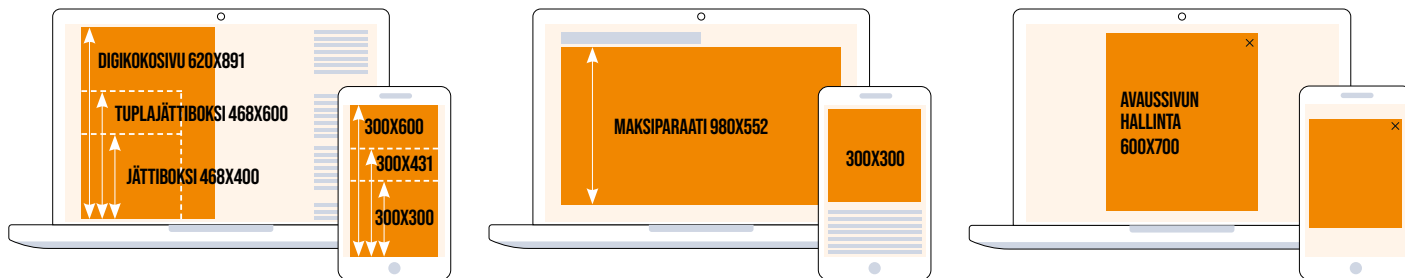 DIGIKOKOSIVU 620X891
TUPLAJÄTTIBOKSI 468X600
JÄTTIBOKSI 468X400
300X600
300X431
300X300
MAKSIPARAATI 980X552
300X300
AVAUSSIVUN
HALLINTA
600X700